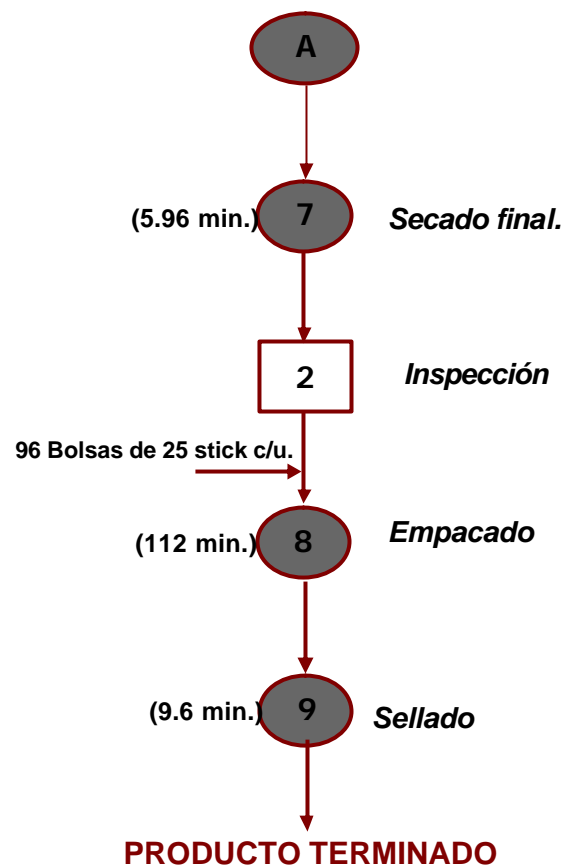 A
(5.96 min.) 7 Secado final.
2 Inspección
96 Bolsas de 25 stick c/u.
(112 min.) 8 Empacado
(9.6 min.) 9 Sellado
PRODUCTO TERMINADO